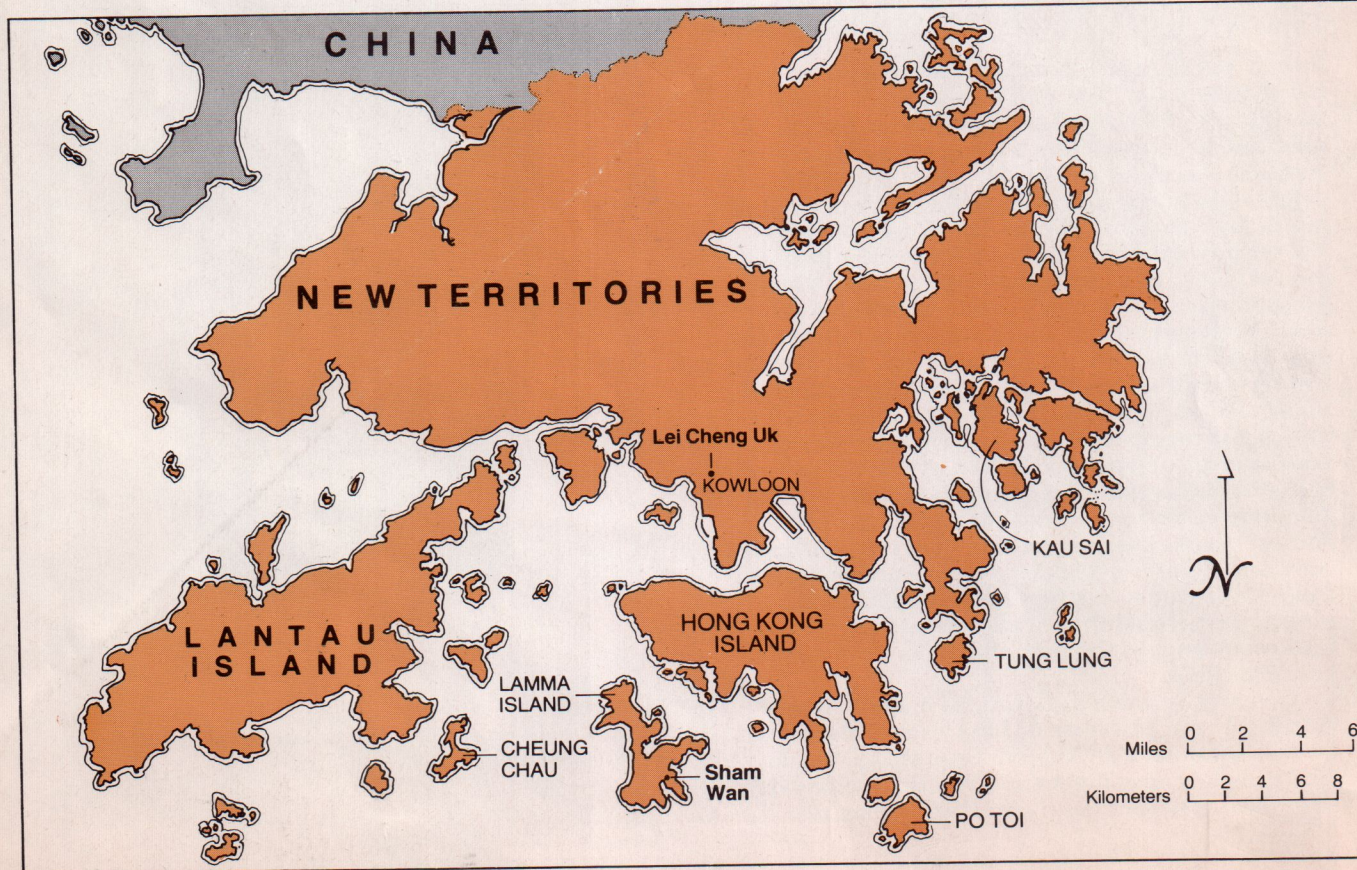 CHINA
NEW TERRITORIES
Lei Cheng Uk
KOWLOON
KAU SAI
LANTAU
ISLAND
HONG KONG
ISLAND
TUNG LUNG
LAMMA
ISLAND
CHEUNG
CHAU
Sham
Wan
PO TOI
N
Miles 0 2 4 6
Kilometers 0 2 4 6 8